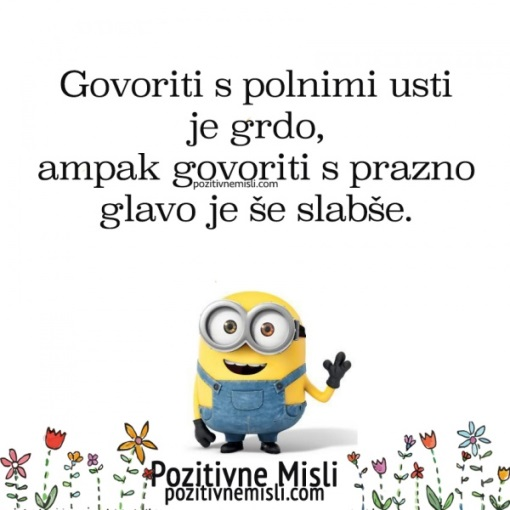 Govoriti s polnimi usti
je grdo,
ampak govoriti s prazno
pozitivnemisli.com
glavo je še slabše.
Pozitivne Misli
pozitivnemisli.com